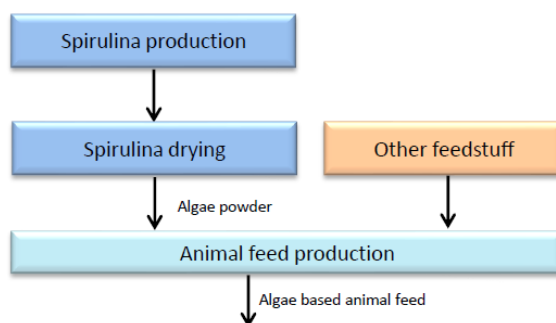 Spirulina production
Spirulina drying
Other feedstuff
Algae powder
Animal feed production
Algae based animal feed